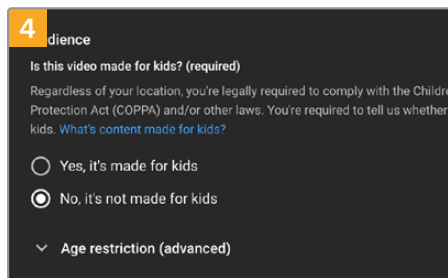 4
dience
Is this video made for kids? (required)
Regardless of your location, you're legally required to comply with the Childre
Protection Act (COPPA) and/or other laws. You're required to tell us whether
kids. What's content made for kids?
Yes, it's made for kids
No, it's not made for kids
Age restriction (advanced)